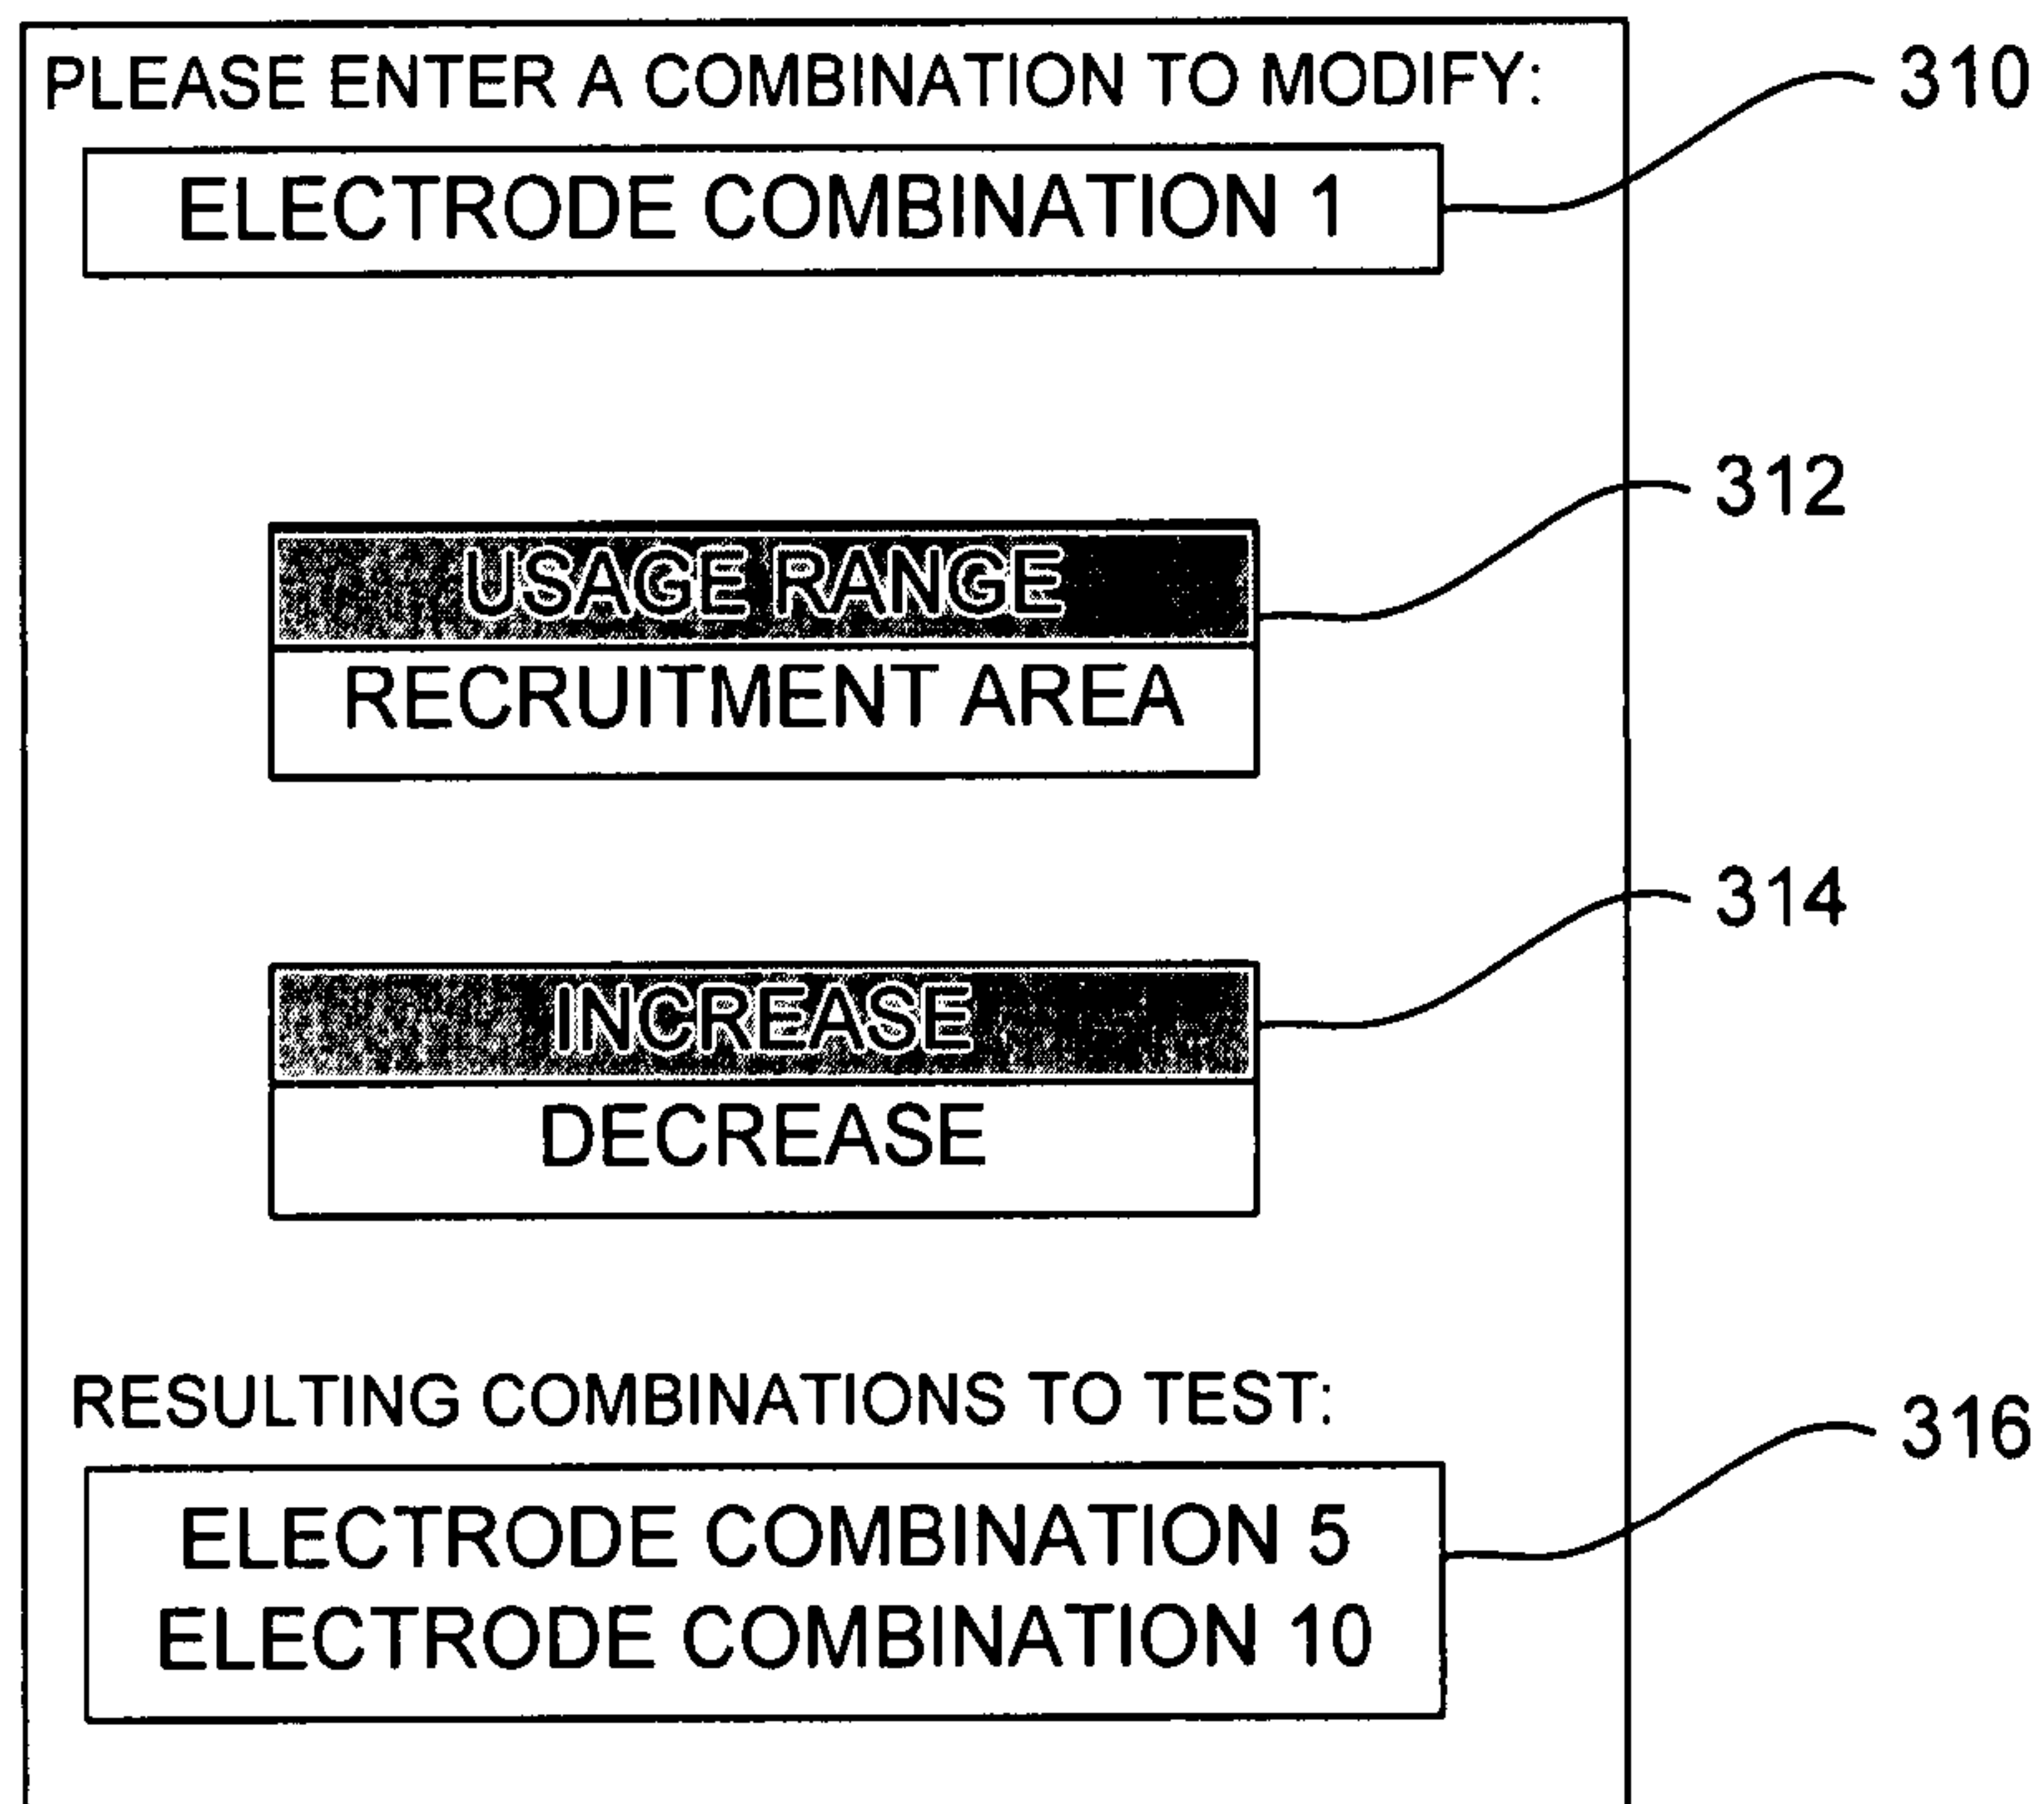 PLEASE ENTER A COMBINATION TO MODIFY:
310
ELECTRODE COMBINATION 1
312
USAGE RANGE
RECRUITMENT AREA
314
INCREASE
DECREASE
RESULTING COMBINATIONS TO TEST:
316
ELECTRODE COMBINATION 5
ELECTRODE COMBINATION 10